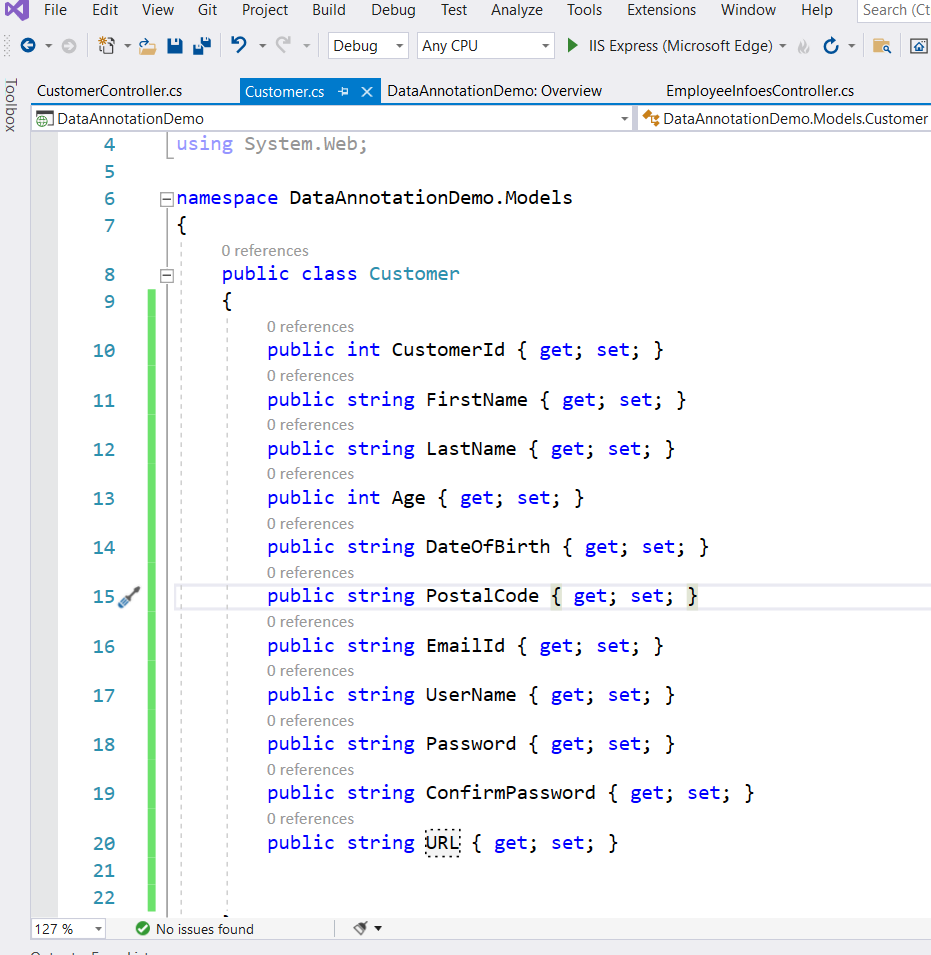 File Edit View Git Project Build Debug Test Analyze Tools Extensions Window Help Search (Ct
Debug Any CPU IIS Express (Microsoft Edge)
Toolbox
CustomerController.cs Customer.cs DataAnnotationDemo: Overview EmployeeInfoesController.cs
DataAnnotationDemo DataAnnotationDemo.Models.Customer
4 using System.Web;
5
6 namespace DataAnnotationDemo.Models
7 {
0 references
8 public class Customer
9 {
0 references
10 public int CustomerId { get; set; }
0 references
11 public string FirstName { get; set; }
0 references
12 public string LastName { get; set; }
0 references
13 public int Age { get; set; }
0 references
14 public string DateOfBirth { get; set; }
0 references
15 public string PostalCode { get; set; }
0 references
16 public string EmailId { get; set; }
0 references
17 public string UserName { get; set; }
0 references
18 public string Password { get; set; }
0 references
19 public string ConfirmPassword { get; set; }
0 references
20 public string URL { get; set; }
21
22
127 % No issues found